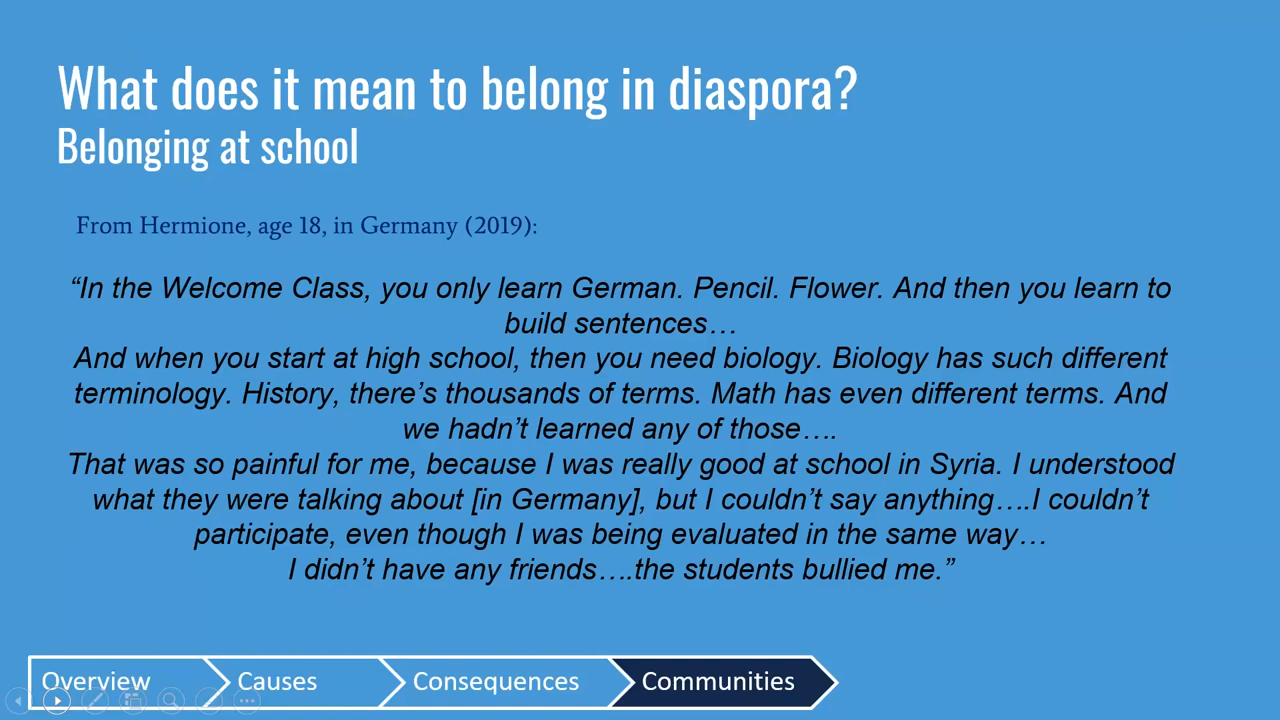 What does it mean to belong in diaspora?
Belonging at school
From Hermione, age 18, in Germany (2019):
“In the Welcome Class, you only learn German. Pencil. Flower. And then you learn to
build sentences…
And when you start at high school, then you need biology. Biology has such different
terminology. History, there’s thousands of terms. Math has even different terms. And
we hadn’t learned any of those….
That was so painful for me, because I was really good at school in Syria. I understood
what they were talking about [in Germany], but I couldn’t say anything….I couldn’t
participate, even though I was being evaluated in the same way…
I didn’t have any friends….the students bullied me.”
Overview
Causes
Consequences
Communities